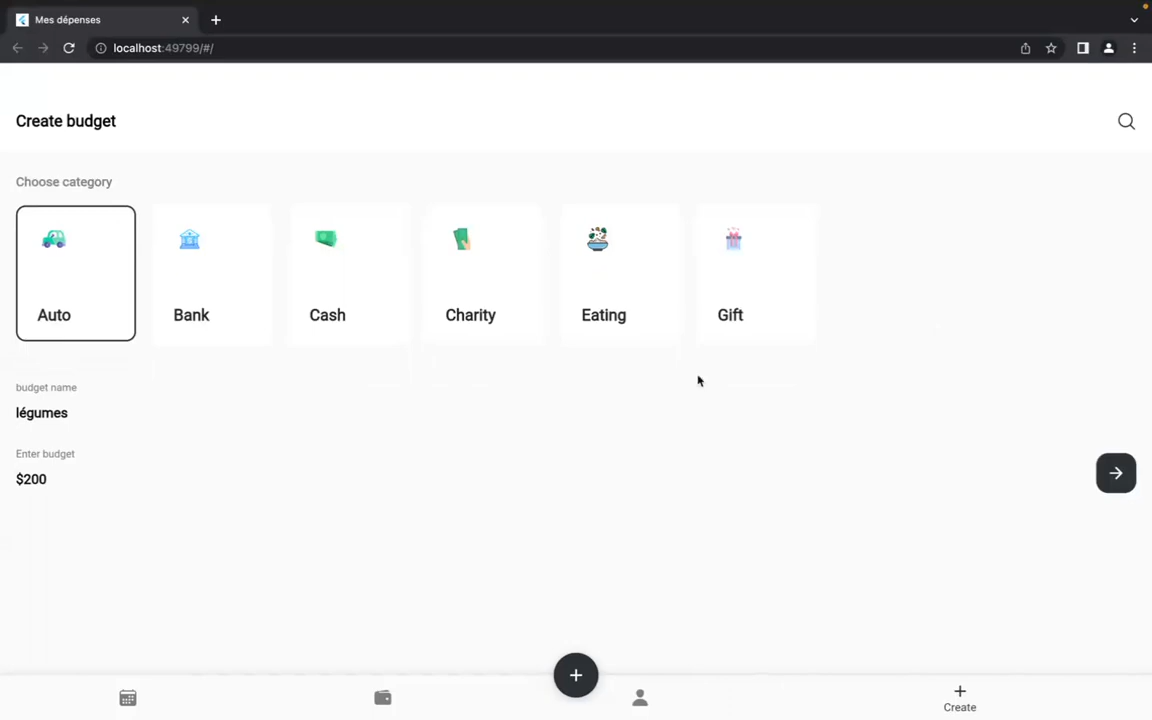 Mes dépenses
localhost:49799/#/
Create budget
Choose category
Auto
Bank
Cash
Charity
Eating
Gift
budget name
légumes
Enter budget
$200
Create